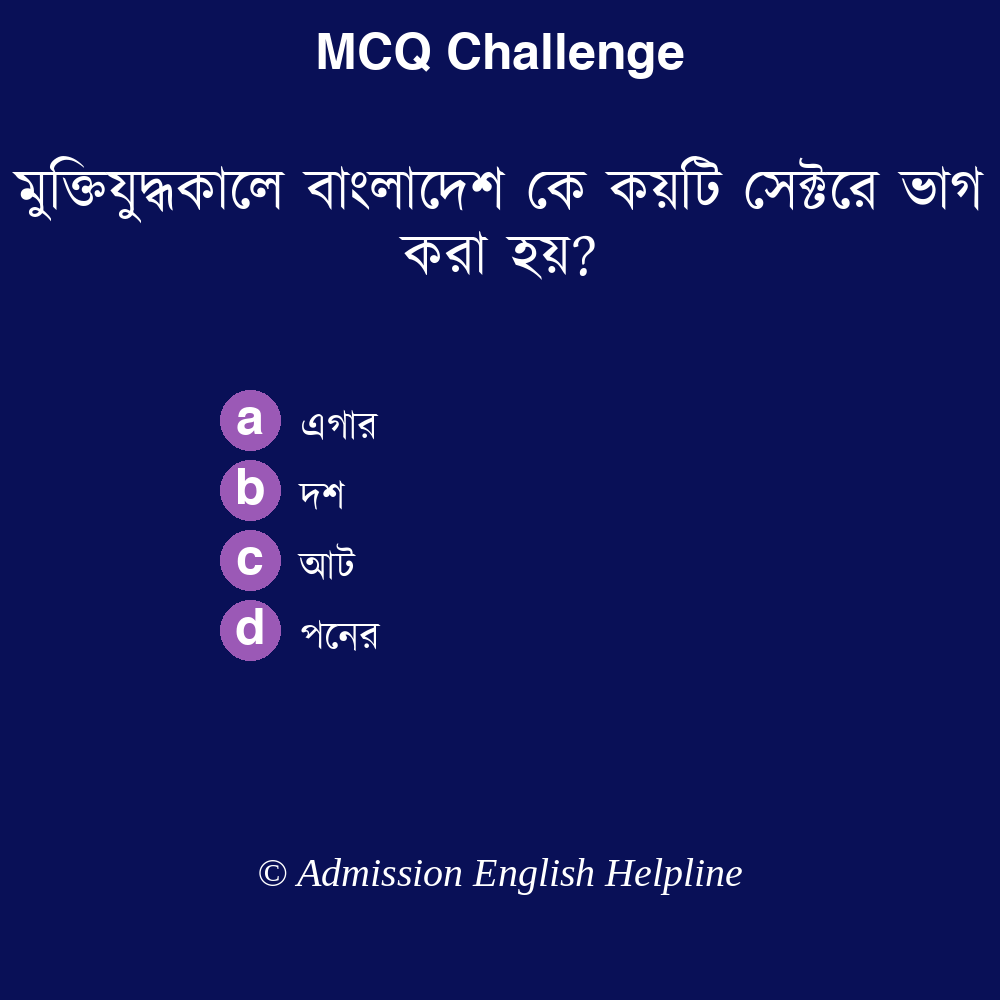 MCQ Challenge
মুক্তিযুদ্ধকালে বাংলাদেশ কে কয়টি সেক্টরে ভাগ
করা হয়?
a এগার
b দশ
c আট
d পনের
© Admission English Helpline